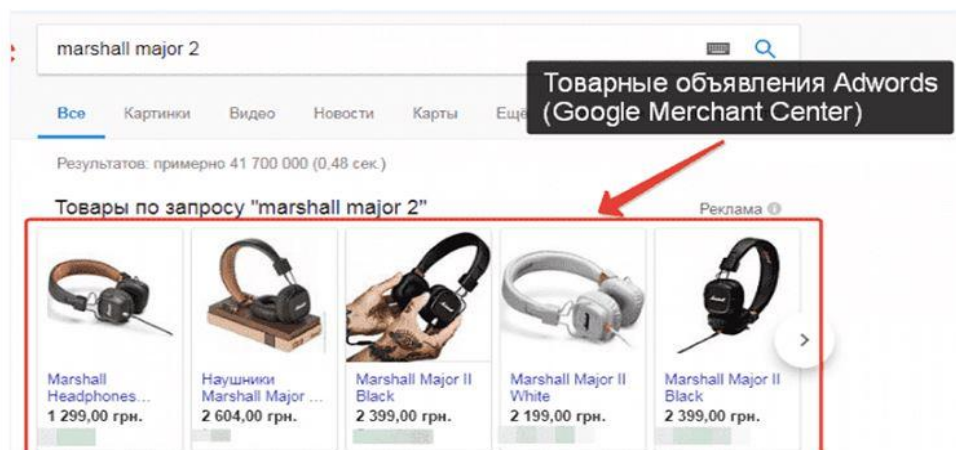 marshall major 2
Товарные объявления Adwords
(Google Merchant Center)
Все Картинки Видео Новости Карты Ещё
Результатов: примерно 41 700 000 (0,48 сек.)
Товары по запросу "marshall major 2"
Реклама
Marshall
Headphones...
1 299,00 грн.
Наушники
Marshall Major ...
2 604,00 грн.
Marshall Major II
Black
2 399,00 грн.
Marshall Major II
White
2 199,00 грн.
Marshall Major II
Black
2 399,00 грн.